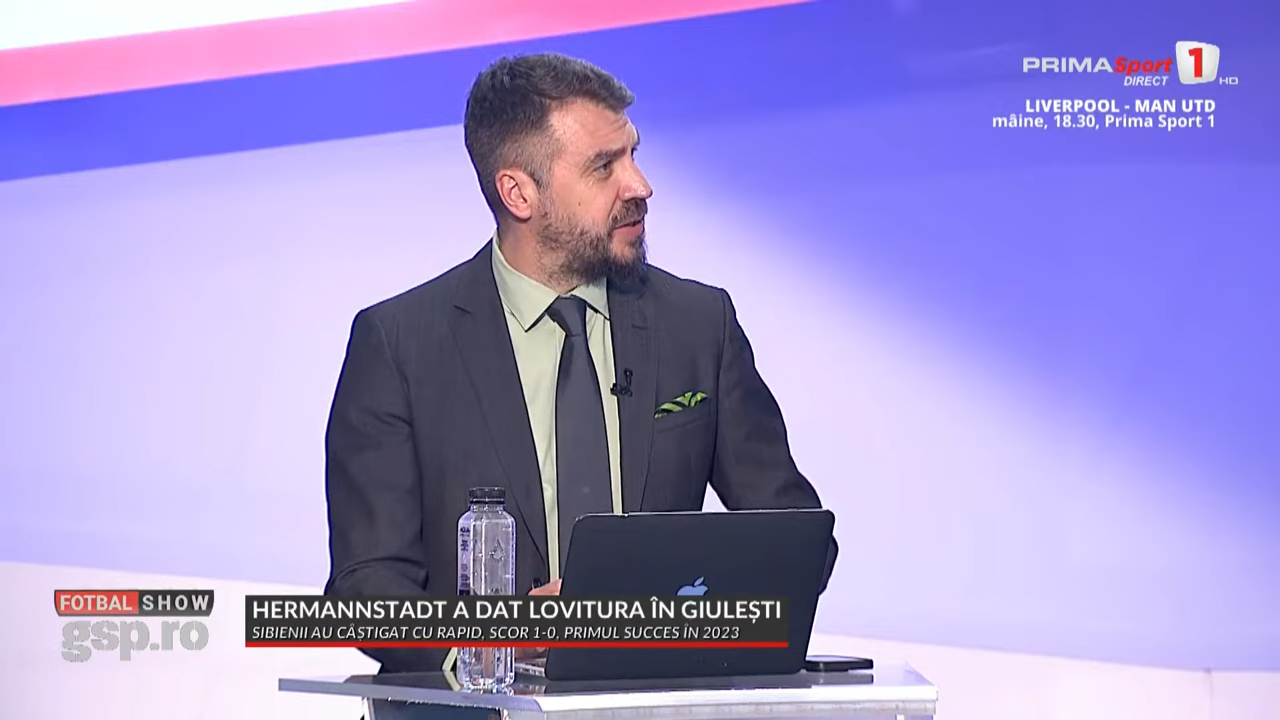 PRIMA Sport 1
DIRECT
HD
LIVERPOOL - MAN UTD
mâine, 18.30, Prima Sport 1
FOTBAL SHOW
gsp.ro
HERMANNSTADT A DAT LOVITURA ÎN GIULEȘTI
SIBIENII AU CÂȘTIGAT CU RAPID, SCOR 1-0, PRIMUL SUCCES ÎN 2023